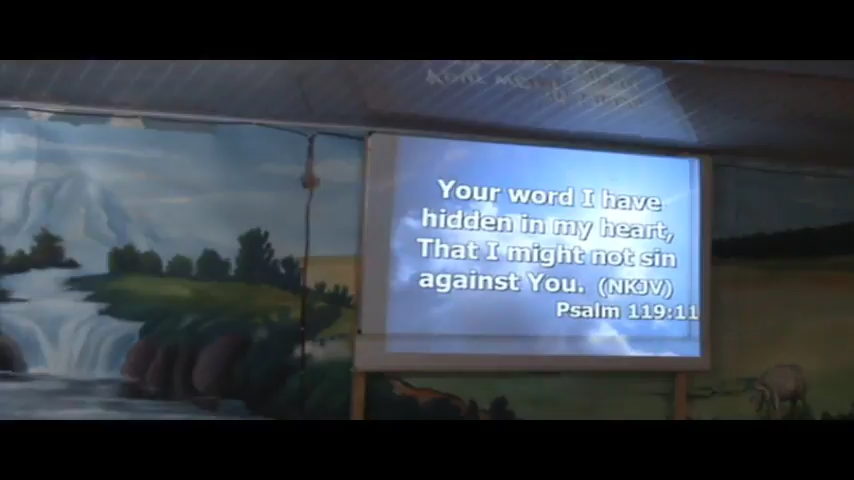 Your word I have
hidden in my heart,
That I might not sin
against You. (NKJV)
Psalm 119:11